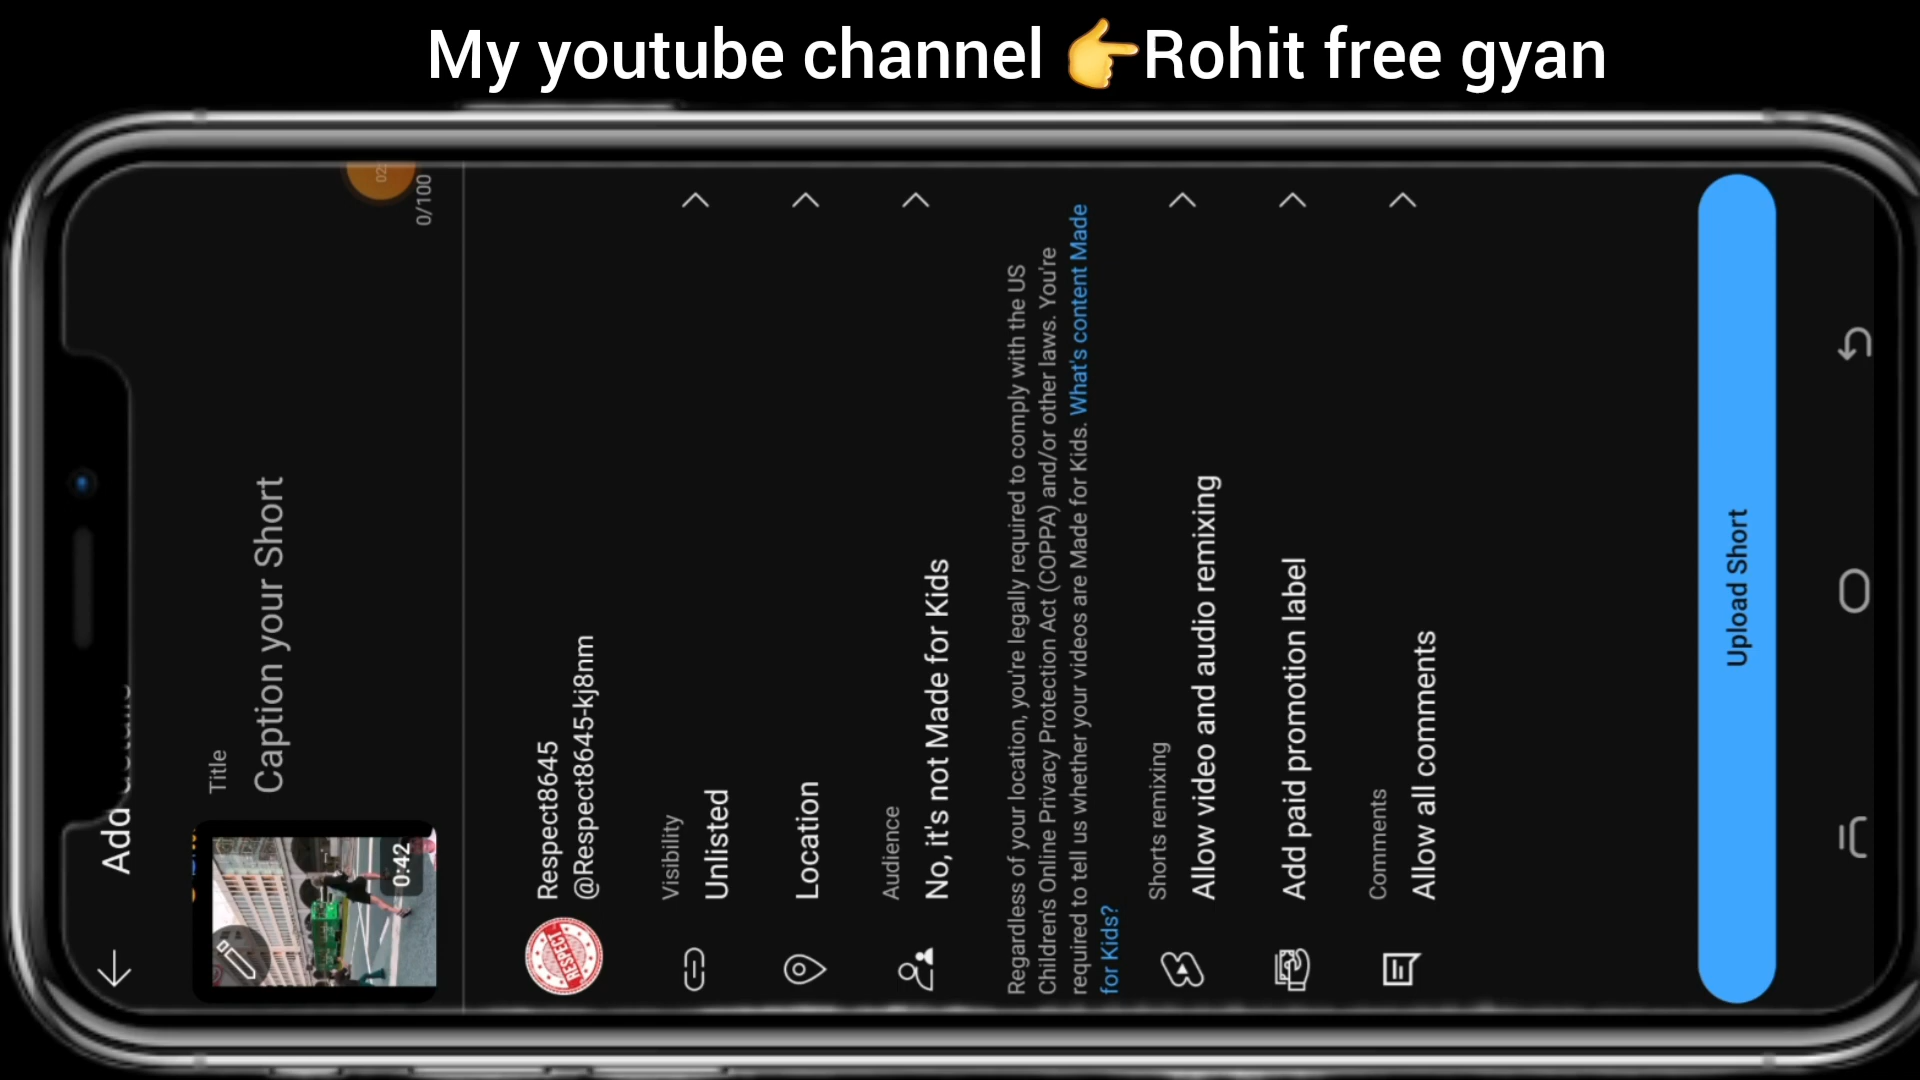 My youtube channel 👉Rohit free gyan
Add details
0:42
Title
Caption your Short
0/100
RESPECT
Respect8645
@Respect8645-kj8nm
Visibility
Unlisted
Location
Audience
No, it's not Made for Kids
Regardless of your location, you're legally required to comply with the US
Children's Online Privacy Protection Act (COPPA) and/or other laws. You're
required to tell us whether your videos are Made for Kids. What's content Made
for Kids?
Shorts remixing
Allow video and audio remixing
Add paid promotion label
Comments
Allow all comments
Upload Short